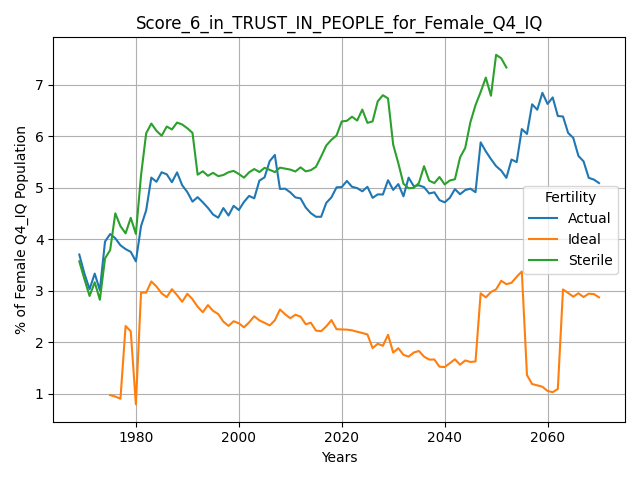 Score_6_in_TRUST_IN_PEOPLE_for_Female_Q4_IQ
% of Female Q4_IQ Population
7
6
5
4
3
2
1
Fertility
Actual
Ideal
Sterile
1980 2000 2020 2040 2060
Years